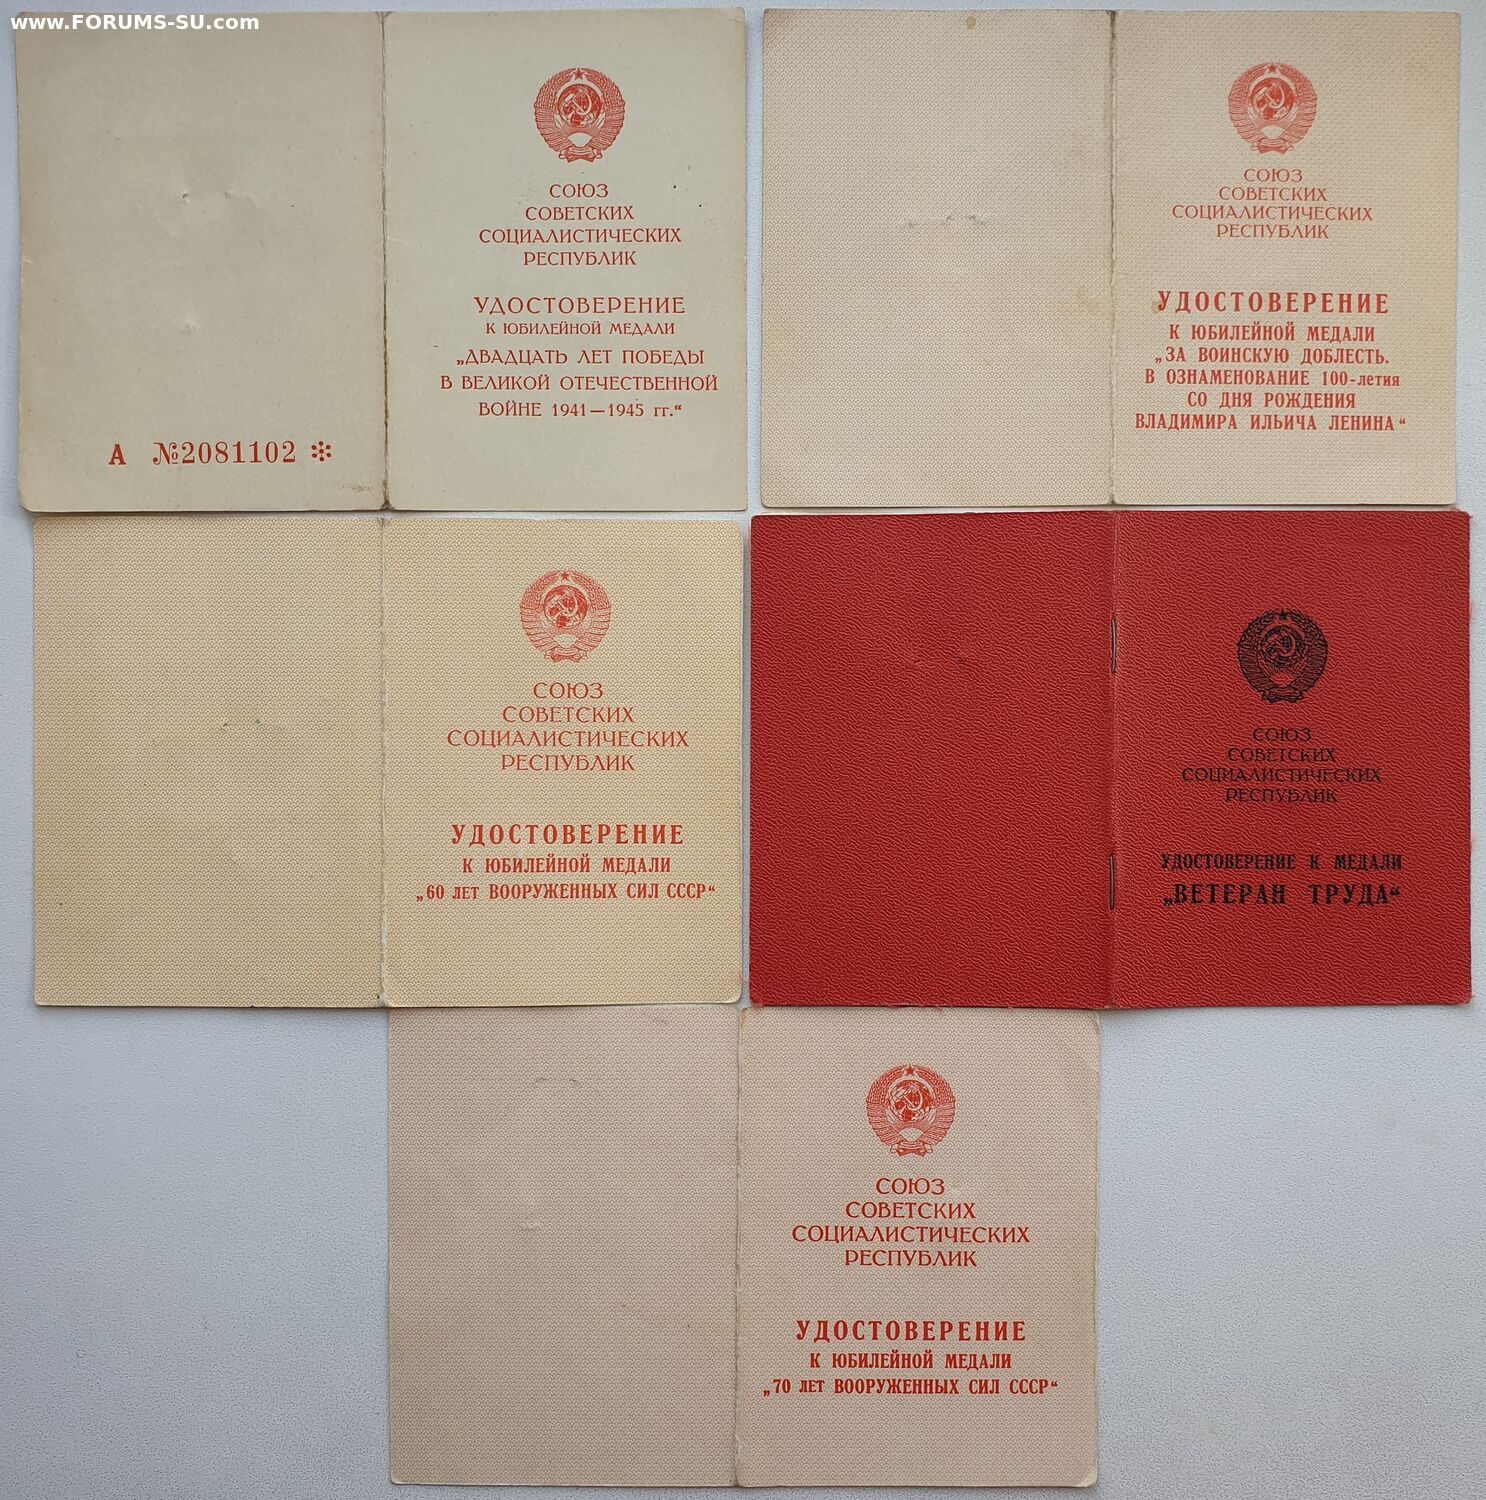 www.FORUMS-SU.com
СОЮЗ
СОВЕТСКИХ
СОЦИАЛИСТИЧЕСКИХ
РЕСПУБЛИК
УДОСТОВЕРЕНИЕ
К ЮБИЛЕЙНОЙ МЕДАЛИ
„ДВАДЦАТЬ ЛЕТ ПОБЕДЫ
В ВЕЛИКОЙ ОТЕЧЕСТВЕННОЙ
ВОЙНЕ 1941—1945 гг.“
А №2081102 ✻
СОЮЗ
СОВЕТСКИХ
СОЦИАЛИСТИЧЕСКИХ
РЕСПУБЛИК
УДОСТОВЕРЕНИЕ
К ЮБИЛЕЙНОЙ МЕДАЛИ
„ЗА ВОИНСКУЮ ДОБЛЕСТЬ.
В ОЗНАМЕНОВАНИЕ 100-летия
СО ДНЯ РОЖДЕНИЯ
ВЛАДИМИРА ИЛЬИЧА ЛЕНИНА“
СОЮЗ
СОВЕТСКИХ
СОЦИАЛИСТИЧЕСКИХ
РЕСПУБЛИК
УДОСТОВЕРЕНИЕ
К ЮБИЛЕЙНОЙ МЕДАЛИ
„60 ЛЕТ ВООРУЖЕННЫХ СИЛ СССР“
СОЮЗ
СОВЕТСКИХ
СОЦИАЛИСТИЧЕСКИХ
РЕСПУБЛИК
УДОСТОВЕРЕНИЕ К МЕДАЛИ
„ВЕТЕРАН ТРУДА“
СОЮЗ
СОВЕТСКИХ
СОЦИАЛИСТИЧЕСКИХ
РЕСПУБЛИК
УДОСТОВЕРЕНИЕ
К ЮБИЛЕЙНОЙ МЕДАЛИ
„70 ЛЕТ ВООРУЖЕННЫХ СИЛ СССР“